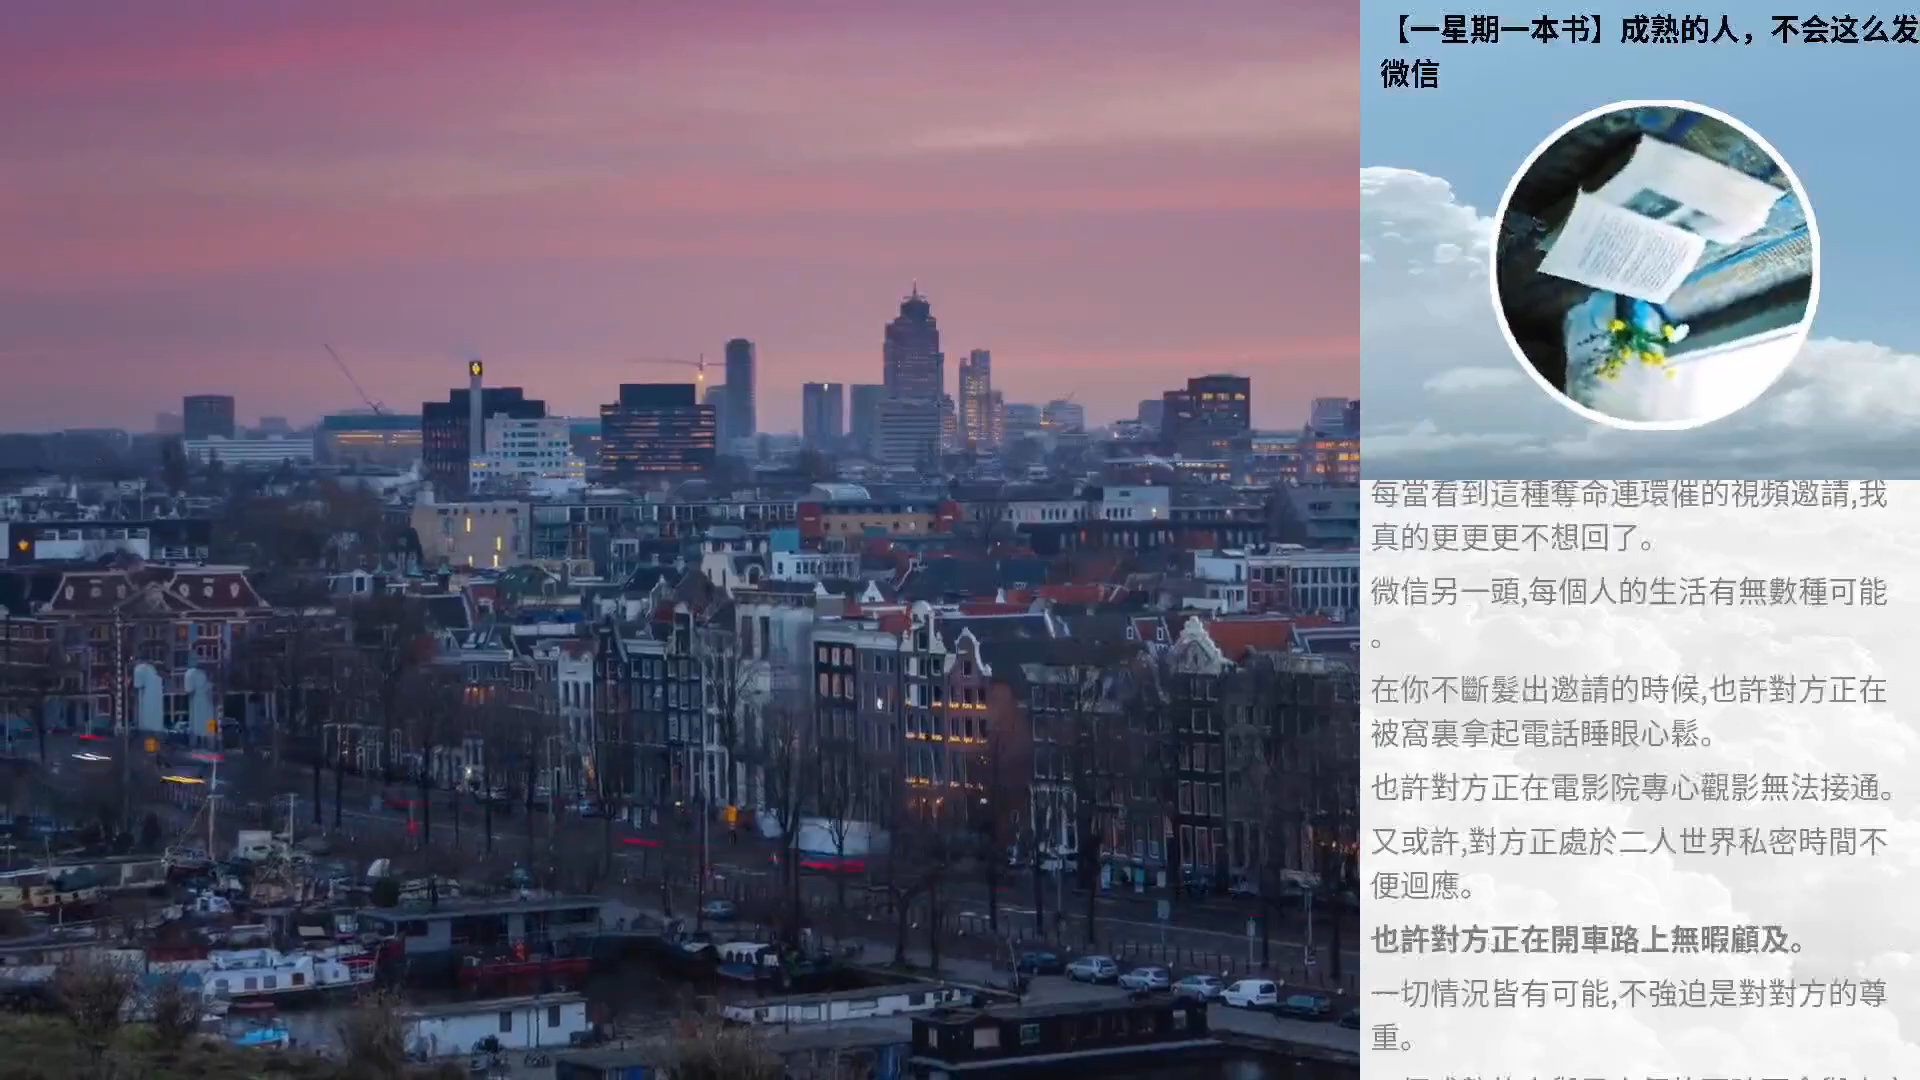 【一星期一本书】成熟的人，不会这么发
微信
每當看到這種奪命連環催的視頻邀請,我
真的更更更不想回了。
微信另一頭,每個人的生活有無數種可能
。
在你不斷髮出邀請的時候,也許對方正在
被窩裏拿起電話睡眼心鬆。
也許對方正在電影院專心觀影無法接通。
又或許,對方正處於二人世界私密時間不
便迴應。
也許對方正在開車路上無暇顧及。
一切情況皆有可能,不強迫是對對方的尊
重。